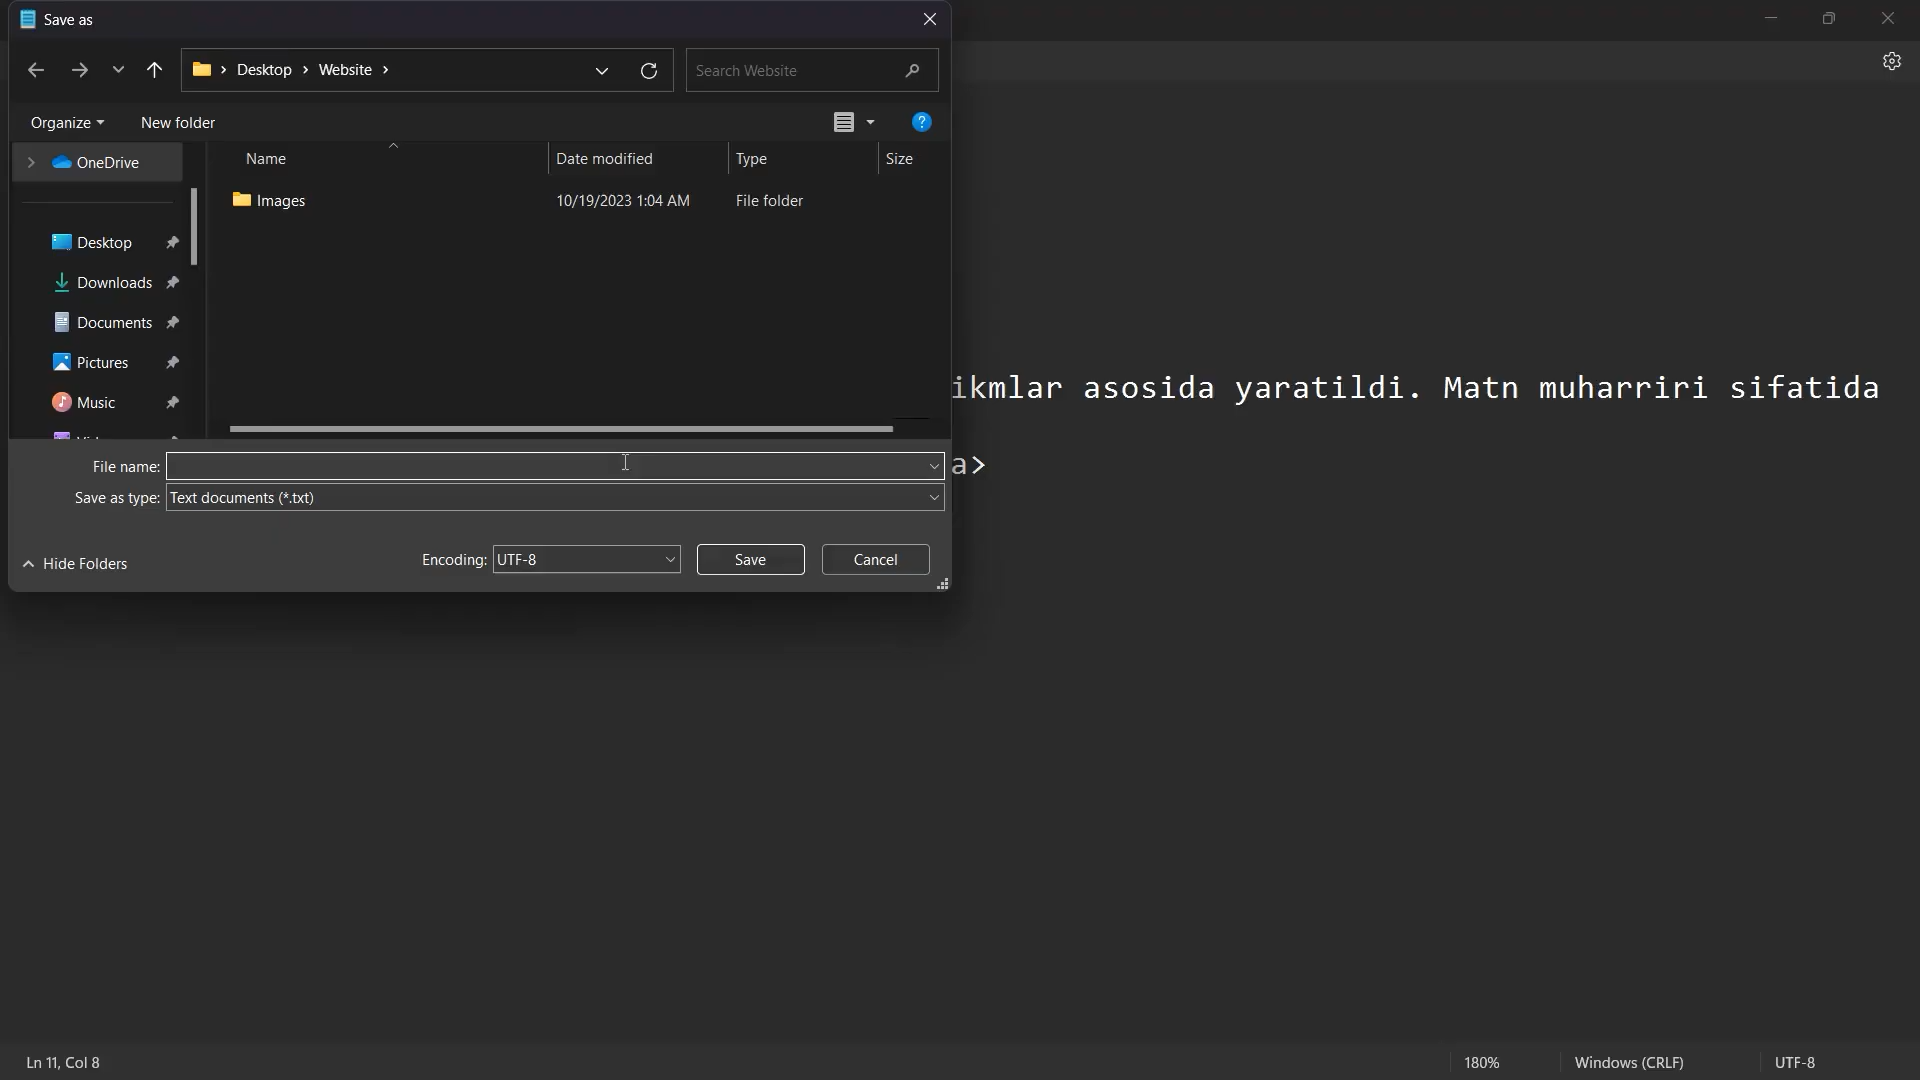 Save as
Desktop > Website >
Search Website
Organize
New folder
?
OneDrive
Name
Date modified
Type
Size
Images
10/19/2023 1:04 AM
File folder
Desktop
Downloads
Documents
Pictures
Music
ikmlar asosida yaratildi. Matn muharriri sifatida
File name:
a>
Save as type:
Text documents (*.txt)
Hide Folders
Encoding:
UTF-8
Save
Cancel
Ln 11, Col 8
180%
Windows (CRLF)
UTF-8